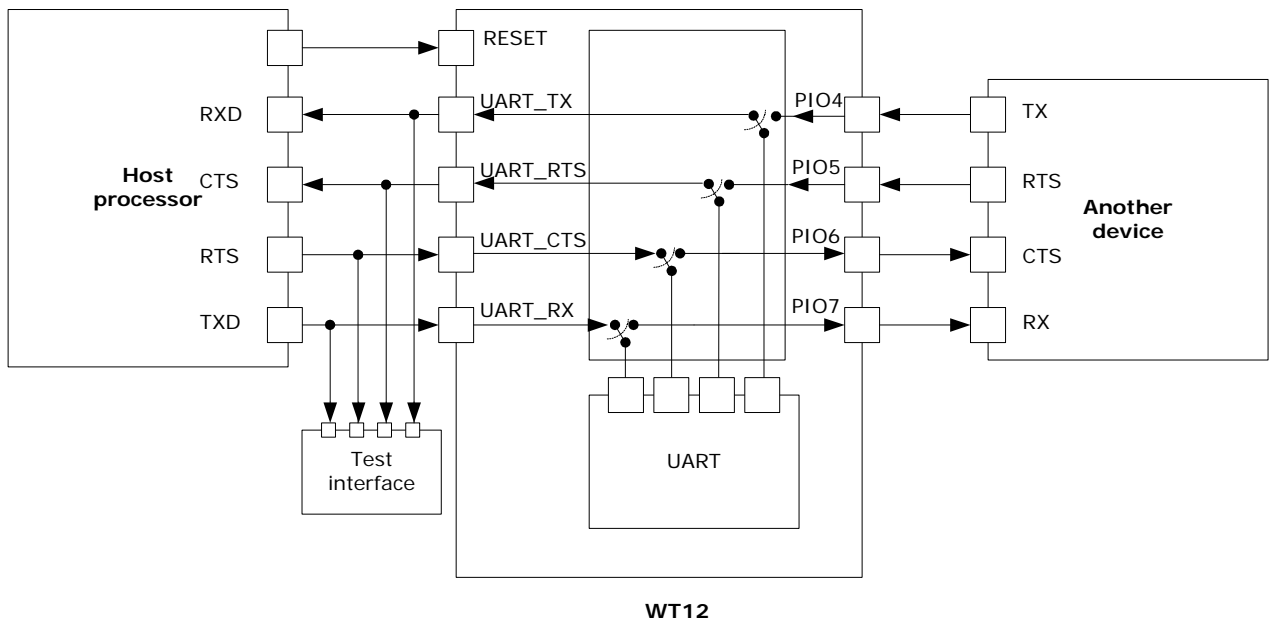 RESET
RXD
UART_TX
PIO4
TX
Host
processor
CTS
UART_RTS
PIO5
RTS
Another
device
RTS
UART_CTS
PIO6
CTS
TXD
UART_RX
PIO7
RX
Test
interface
UART
WT12